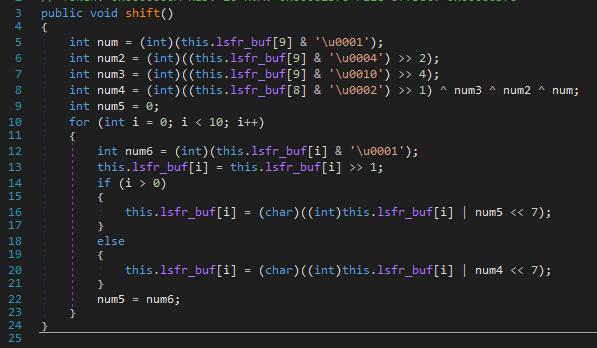 3 public void shift()
4 {
5 int num = (int)(this.lsfr_buf[9] & '\u0001');
6 int num2 = (int)((this.lsfr_buf[9] & '\u0004') >> 2);
7 int num3 = (int)((this.lsfr_buf[9] & '\u0010') >> 4);
8 int num4 = (int)((this.lsfr_buf[8] & '\u0002') >> 1) ^ num3 ^ num2 ^ num;
9 int num5 = 0;
10 for (int i = 0; i < 10; i++)
11 {
12 int num6 = (int)(this.lsfr_buf[i] & '\u0001');
13 this.lsfr_buf[i] = this.lsfr_buf[i] >> 1;
14 if (i > 0)
15 {
16 this.lsfr_buf[i] = (char)((int)this.lsfr_buf[i] | num5 << 7);
17 }
18 else
19 {
20 this.lsfr_buf[i] = (char)((int)this.lsfr_buf[i] | num4 << 7);
21 }
22 num5 = num6;
23 }
24 }
25